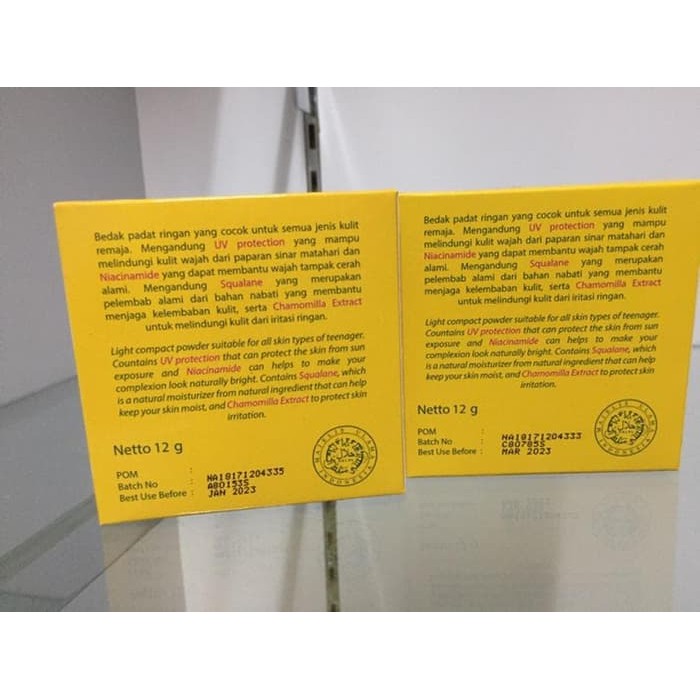 Bedak padat ringan yang cocok untuk semua jenis kulit
remaja. Mengandung UV protection yang mampu
melindungi kulit wajah dari paparan sinar matahari dan
Niacinamide yang dapat membantu wajah tampak cerah
alami. Mengandung Squalane yang merupakan
pelembab alami dari bahan nabati yang membantu
menjaga kelembaban kulit, serta Chamomilla Extract
untuk melindungi kulit dari iritasi ringan.
Light compact powder suitable for all skin types of teenager.
Countains UV protection that can protect the skin from sun
exposure and Niacinamide can helps to make your
complexion look naturally bright. Contains Squalane, which
is a natural moisturizer from natural ingredient that can help
keep your skin moist, and Chamomilla Extract to protect skin
irritation.
Netto 12 g
POM : NA18171204335
Batch No : AB0153S
Best Use Before : JAN 2023
MAJELIS ULAMA
INDONESIA
Bedak padat ringan yang cocok untuk semua jenis kulit
remaja. Mengandung UV protection yang mampu
melindungi kulit wajah dari paparan sinar matahari dan
Niacinamide yang dapat membantu wajah tampak cerah
alami. Mengandung Squalane yang merupakan
pelembab alami dari bahan nabati yang membantu
menjaga kelembaban kulit, serta Chamomilla Extract
untuk melindungi kulit dari iritasi ringan.
Light compact powder suitable for all skin types of teenager.
Countains UV protection that can protect the skin from sun
exposure and Niacinamide can helps to make your
complexion look naturally bright. Contains Squalane, which
is a natural moisturizer from natural ingredient that can help
keep your skin moist, and Chamomilla Extract to protect skin
irritation.
Netto 12 g
POM : NA18171204333
Batch No : CB0785S
Best Use Before : MAR 2023
MAJELIS ULAMA
INDONESIA